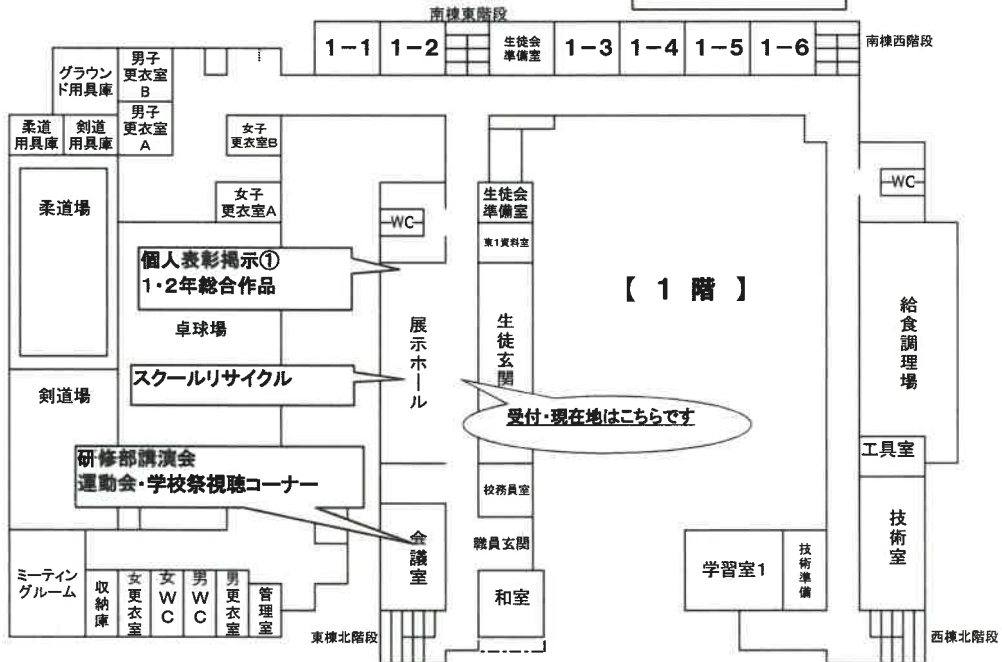 南棟東階段
1-1
1-2
生徒会
準備室
1-3
1-4
1-5
1-6
南棟西階段
グラウン
ド用具庫
男子
更衣室
B
男子
更衣室
A
柔道
用具庫
剣道
用具庫
女子
更衣室B
女子
更衣室A
WC
生徒会
準備室
東1資料室
WC
柔道場
個人表彰掲示①
1・2年総合作品
卓球場
【 1 階 】
展示ホール
生徒玄関
給食調理場
スクールリサイクル
剣道場
受付・現在地はこちらです
研修部講演会
運動会・学校祭視聴コーナー
工具室
校務員室
会議室
職員玄関
技術室
学習室1
技術準備
ミーティン
グルーム
収納庫
女更衣室
女WC
男WC
男更衣室
管理室
和室
東棟北階段
西棟北階段